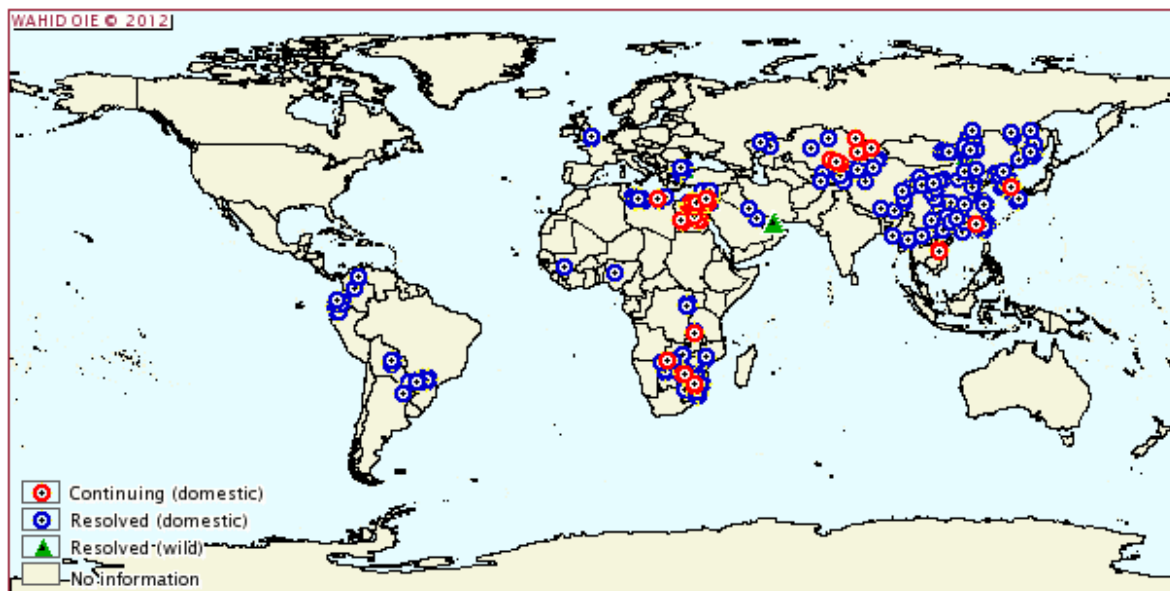 WAHID OIE © 2012
Continuing (domestic)
Resolved (domestic)
Resolved (wild)
No information